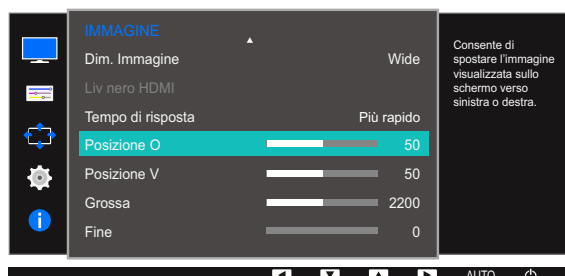 IMMAGINE
Dim. Immagine Wide
Liv nero HDMI
Tempo di risposta Più rapido
Posizione O 50
Posizione V 50
Grossa 2200
Fine 0
Consente di
spostare l'immagine
visualizzata sullo
schermo verso
sinistra o destra.
AUTO